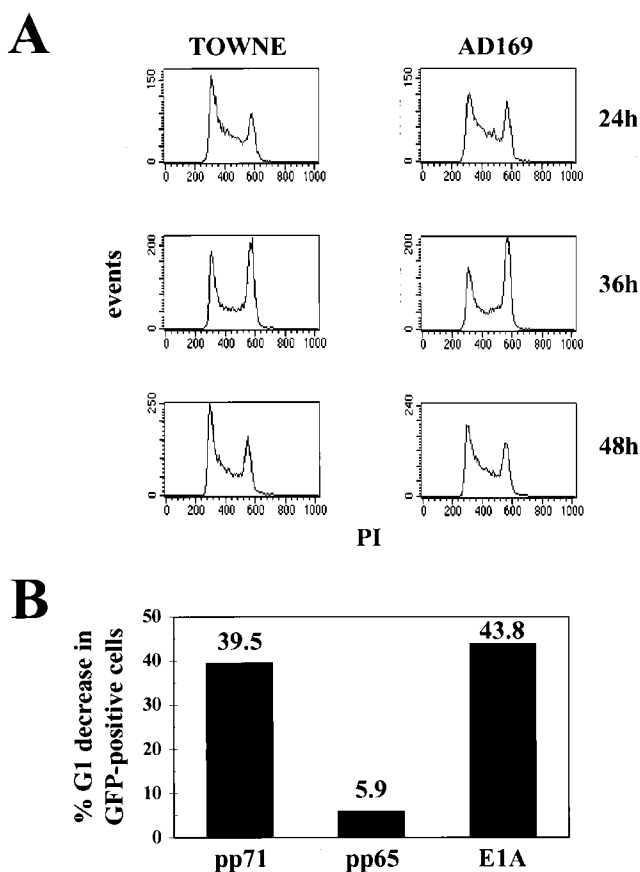 A
TOWNE
AD169
150
0
0 200 400 600 800 1000
150
0
0 200 400 600 800 1000
24h
events
200
0
0 200 400 600 800 1000
200
0
0 200 400 600 800 1000
36h
250
0
0 200 400 600 800 1000
240
0
0 200 400 600 800 1000
48h
PI
B
% G1 decrease in
GFP-positive cells
50
40
30
20
10
0
39.5
5.9
43.8
pp71
pp65
E1A